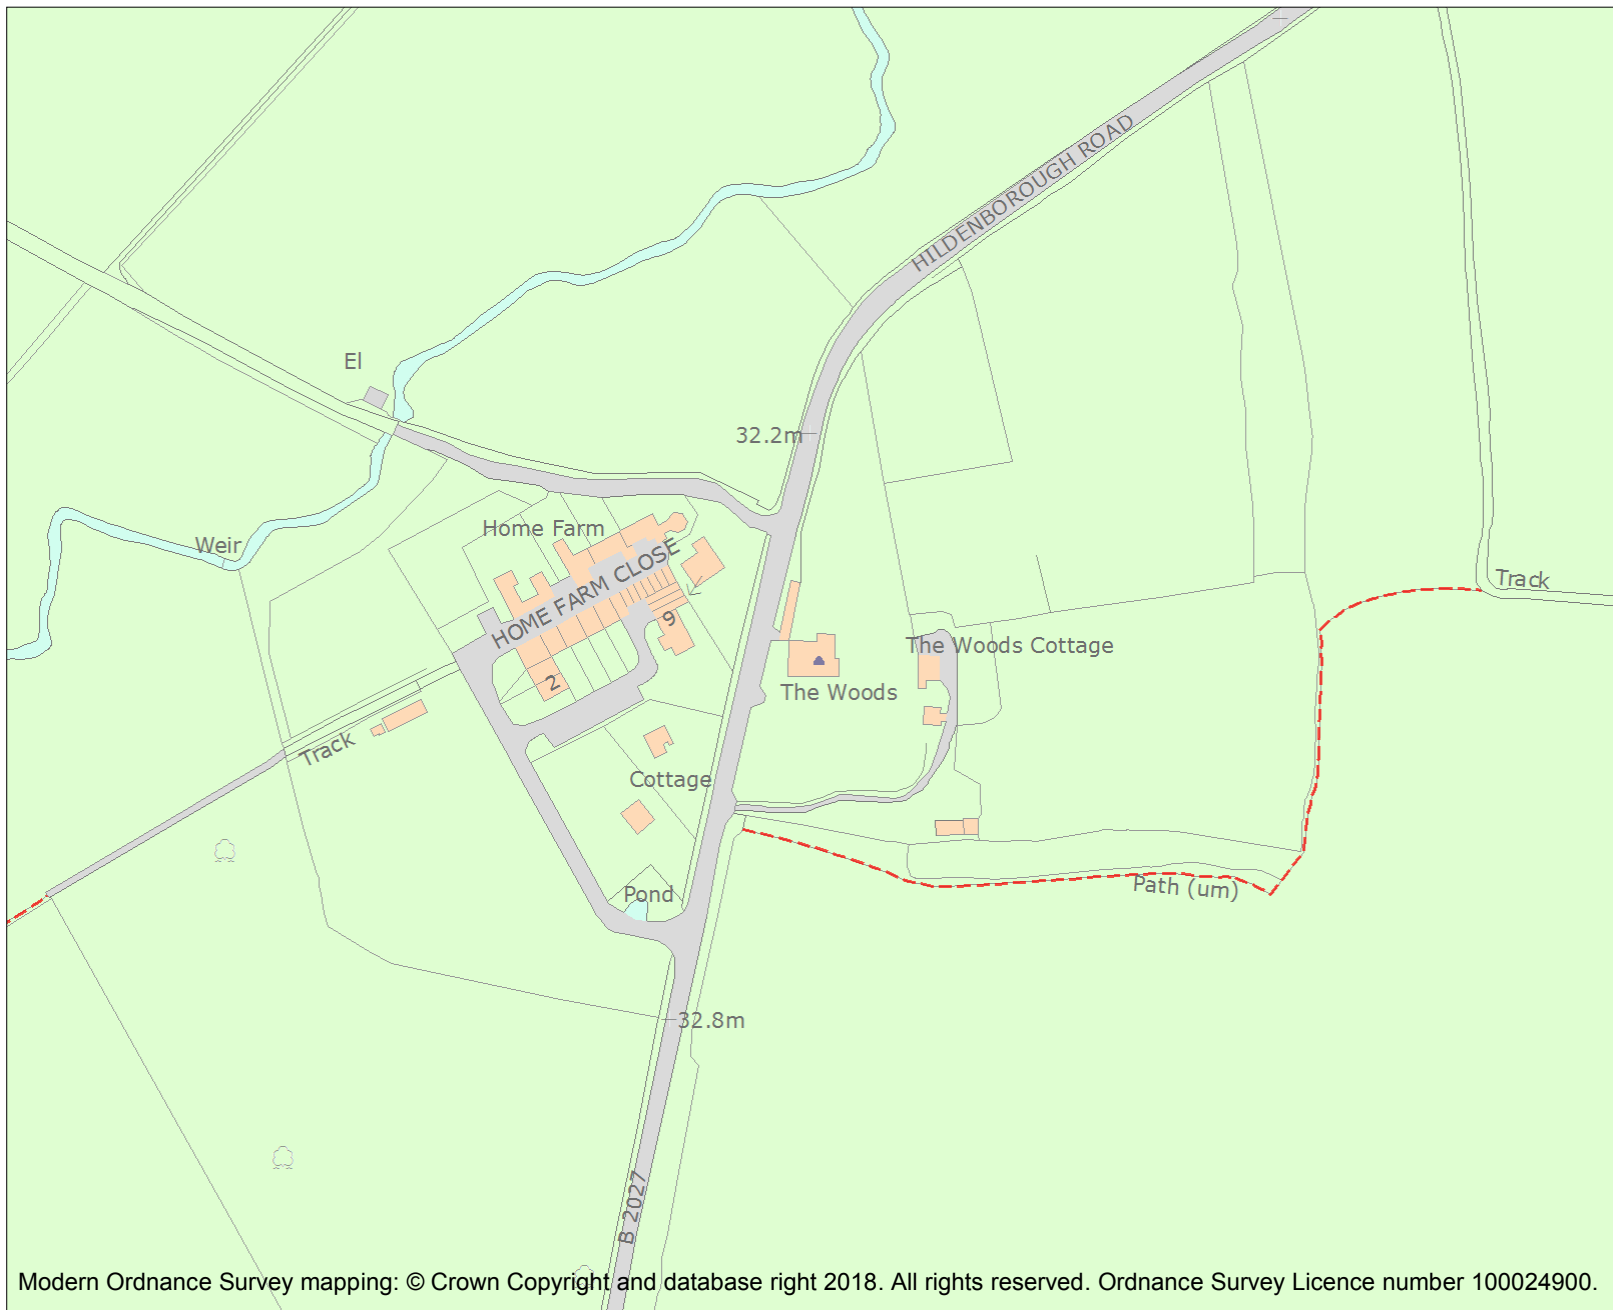 HILDENBOROUGH ROAD
El
32.2m
Home Farm
Weir
HOME FARM CLOSE
Track
9
The Woods Cottage
2
The Woods
Track
Cottage
Path (um)
Pond
32.8m
B 2027
Modern Ordnance Survey mapping: © Crown Copyright and database right 2018. All rights reserved. Ordnance Survey Licence number 100024900.